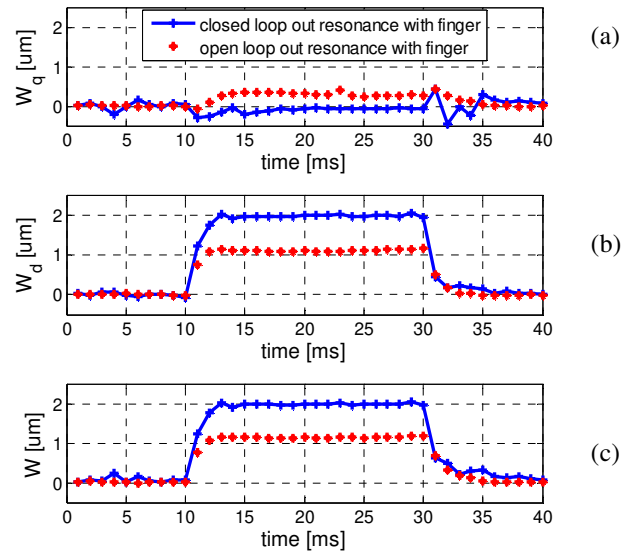 closed loop out resonance with finger
open loop out resonance with finger
(a)
W_q [um]
2
1
0
0 5 10 15 20 25 30 35 40
time [ms]
(b)
W_d [um]
2
1
0
0 5 10 15 20 25 30 35 40
time [ms]
(c)
W [um]
2
1
0
0 5 10 15 20 25 30 35 40
time [ms]